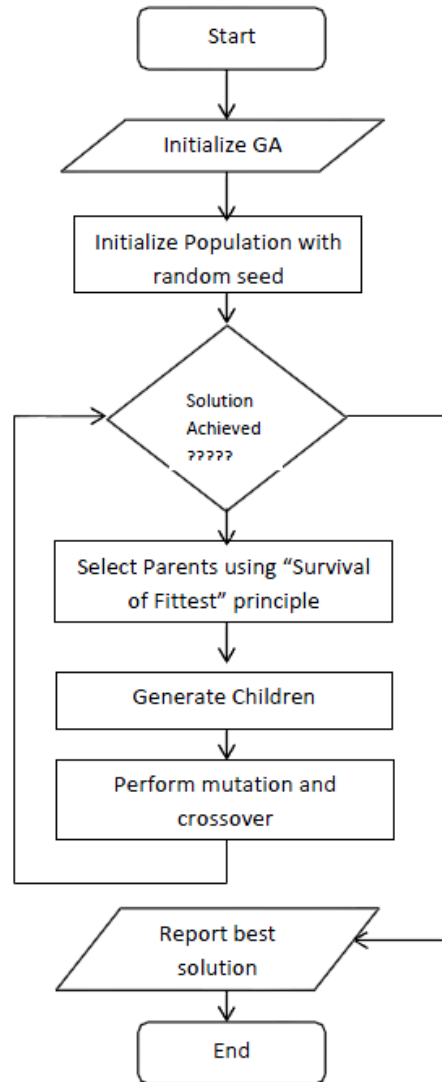 Start
Initialize GA
Initialize Population with
random seed
Solution
Achieved
?????
Select Parents using “Survival
of Fittest” principle
Generate Children
Perform mutation and
crossover
Report best
solution
End